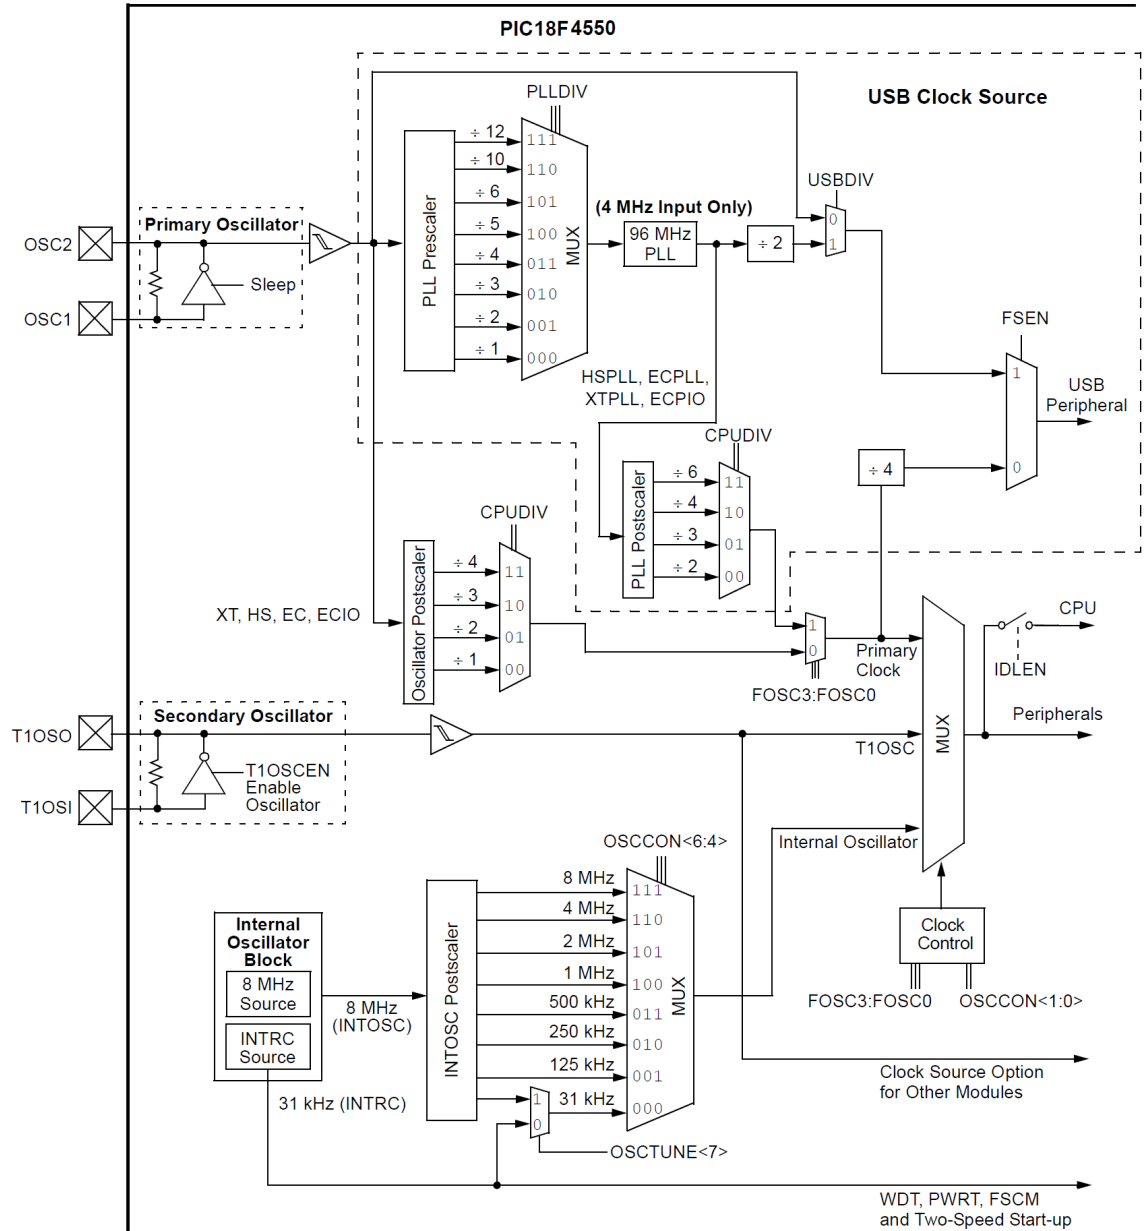 PIC18F4550
USB Clock Source
PLLDIV
÷ 12
111
÷ 10
110
÷ 6
101
÷ 5
100
÷ 4
011
÷ 3
010
÷ 2
001
÷ 1
000
PLL Prescaler
MUX
USBDIV
0
1
(4 MHz Input Only)
96 MHz
PLL
÷ 2
Primary Oscillator
OSC2
OSC1
Sleep
FSEN
1
0
USB
Peripheral
HSPLL, ECPLL,
XTPLL, ECPIO
CPUDIV
PLL Postscaler
÷ 6
11
÷ 4
10
÷ 3
01
÷ 2
00
÷ 4
CPUDIV
XT, HS, EC, ECIO
Oscillator Postscaler
÷ 4
11
÷ 3
10
÷ 2
01
÷ 1
00
1
0
FOSC3:FOSC0
Primary
Clock
CPU
IDLEN
Peripherals
MUX
Secondary Oscillator
T1OSO
T1OSI
T1OSCEN
Enable
Oscillator
T1OSC
Internal Oscillator
OSCCON<6:4>
Internal
Oscillator
Block
8 MHz
Source
INTRC
Source
8 MHz
(INTOSC)
31 kHz (INTRC)
INTOSC Postscaler
8 MHz
111
4 MHz
110
2 MHz
101
1 MHz
100
500 kHz
011
250 kHz
010
125 kHz
001
1
0
31 kHz
000
MUX
OSCTUNE<7>
Clock
Control
FOSC3:FOSC0
OSCCON<1:0>
Clock Source Option
for Other Modules
WDT, PWRT, FSCM
and Two-Speed Start-up